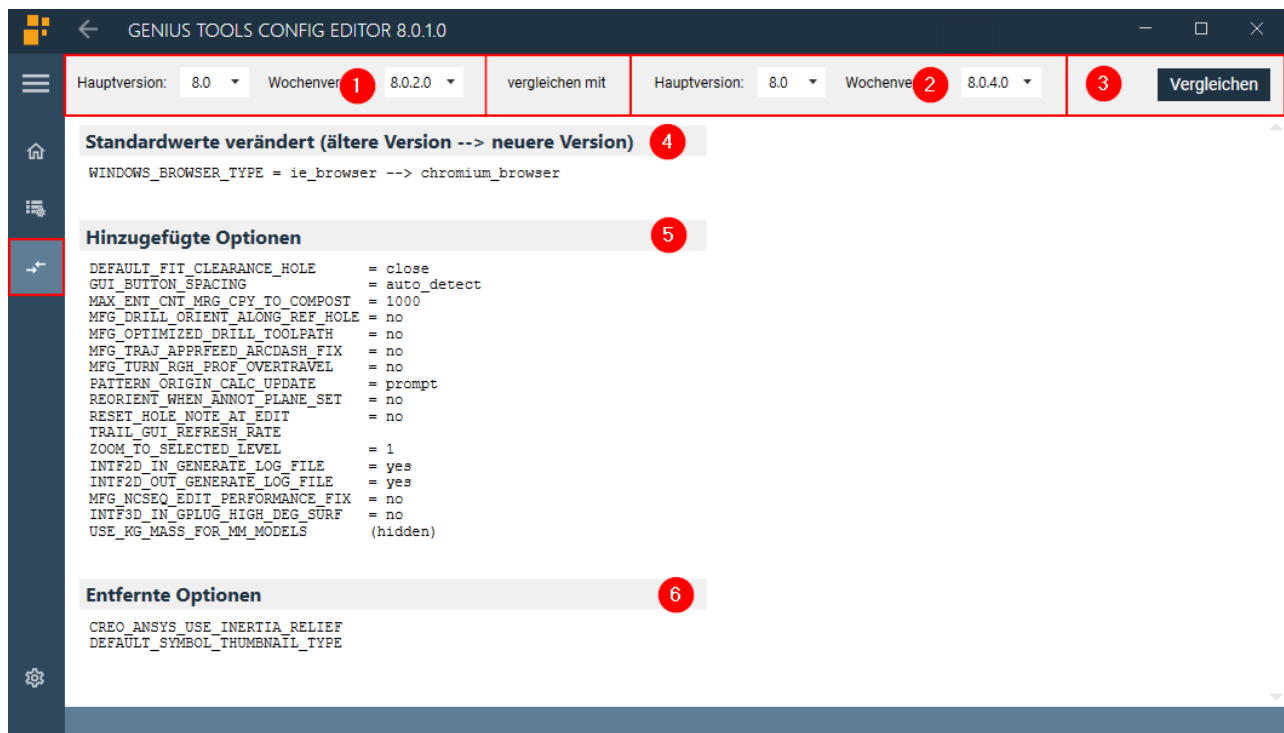 GENIUS TOOLS CONFIG EDITOR 8.0.1.0
Hauptversion: 8.0 Wochenver 1 8.0.2.0 vergleichen mit Hauptversion: 8.0 Wochenve 2 8.0.4.0 3 Vergleichen
Standardwerte verändert (ältere Version --> neuere Version) 4
WINDOWS_BROWSER_TYPE = ie_browser --> chromium_browser
Hinzugefügte Optionen 5
DEFAULT_FIT_CLEARANCE_HOLE = close
GUI_BUTTON_SPACING = auto_detect
MAX_ENT_CNT_MRG_CPY_TO_COMPOST = 1000
MFG_DRILL_ORIENT_ALONG_REF_HOLE = no
MFG_OPTIMIZED_DRILL_TOOLPATH = no
MFG_TRAJ_APPRFEED_ARCDASH_FIX = no
MFG_TURN_RGH_PROF_OVERTRAVEL = no
PATTERN_ORIGIN_CALC_UPDATE = prompt
REORIENT_WHEN_ANNOT_PLANE_SET = no
RESET_HOLE_NOTE_AT_EDIT = no
TRAIL_GUI_REFRESH_RATE
ZOOM_TO_SELECTED_LEVEL = 1
INTF2D_IN_GENERATE_LOG_FILE = yes
INTF2D_OUT_GENERATE_LOG_FILE = yes
MFG_NCSEQ_EDIT_PERFORMANCE_FIX = no
INTF3D_IN_GPLUG_HIGH_DEG_SURF = no
USE_KG_MASS_FOR_MM_MODELS (hidden)
Entfernte Optionen 6
CREO_ANSYS_USE_INERTIA_RELIEF
DEFAULT_SYMBOL_THUMBNAIL_TYPE